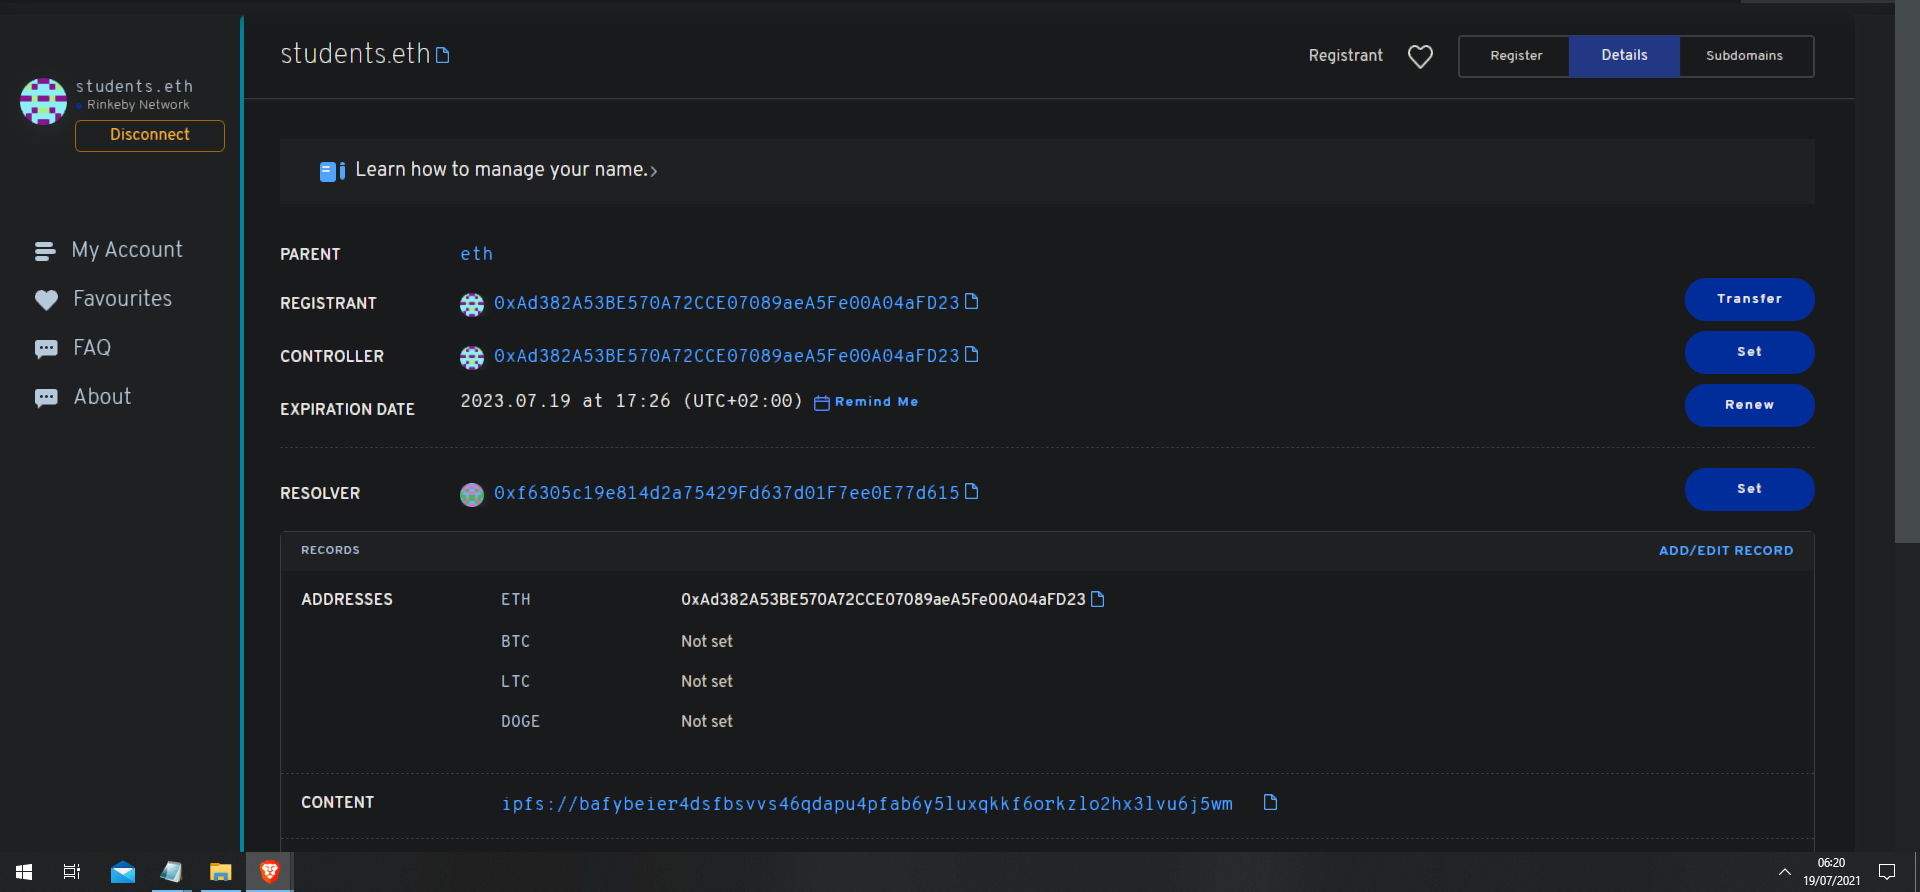 students.eth
Rinkeby Network
Disconnect
My Account
Favourites
FAQ
About
students.eth
Registrant
Register
Details
Subdomains
Learn how to manage your name.
PARENT eth
REGISTRANT 0xAd382A53BE570A72CCE07089aeA5Fe00A04aFD23 Transfer
CONTROLLER 0xAd382A53BE570A72CCE07089aeA5Fe00A04aFD23 Set
EXPIRATION DATE 2023.07.19 at 17:26 (UTC+02:00) Remind Me Renew
RESOLVER 0xf6305c19e814d2a75429Fd637d01F7ee0E77d615 Set
RECORDS ADD/EDIT RECORD
ADDRESSES ETH 0xAd382A53BE570A72CCE07089aeA5Fe00A04aFD23
BTC Not set
LTC Not set
DOGE Not set
CONTENT ipfs://bafybeier4dsfbsvvs46qdapu4pfab6y5luxqkkf6orkzlo2hx3lvu6j5wm
06:20
19/07/2021